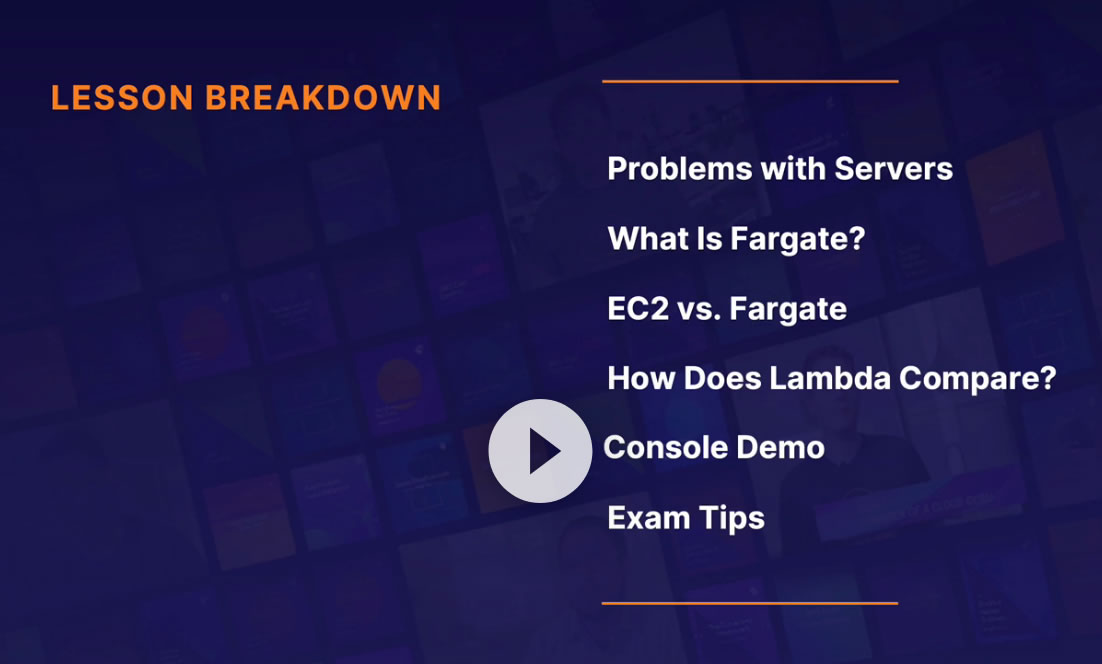 LESSON BREAKDOWN
Problems with Servers
What Is Fargate?
EC2 vs. Fargate
How Does Lambda Compare?
Console Demo
Exam Tips